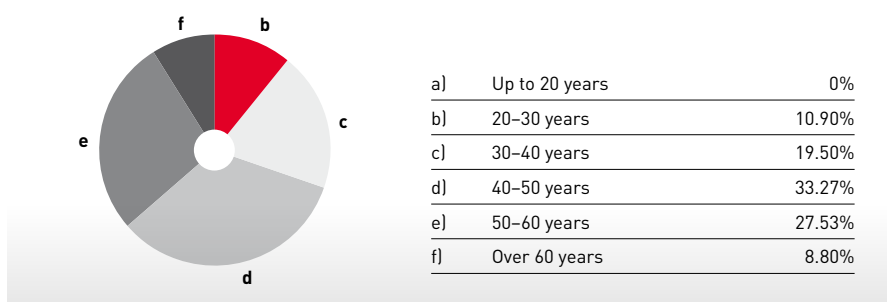 f
b
c
e
d
a) Up to 20 years 0%
b) 20–30 years 10.90%
c) 30–40 years 19.50%
d) 40–50 years 33.27%
e) 50–60 years 27.53%
f) Over 60 years 8.80%